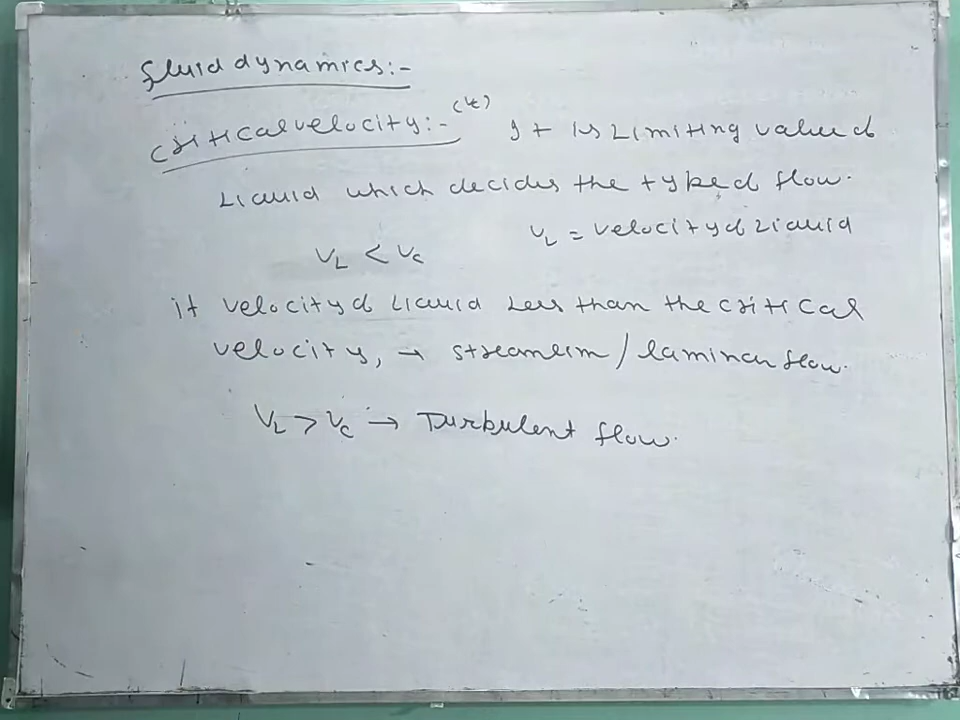 fluid dynamics:-
critical velocity:- (Vc) It is Limiting value of
Liquid which decides the type of flow.
VL = velocity of Liquid
VL < Vc
if velocity of Liquid Less than the critical
velocity, → streamlim / laminar flow.
VL > Vc → Turbulent flow.